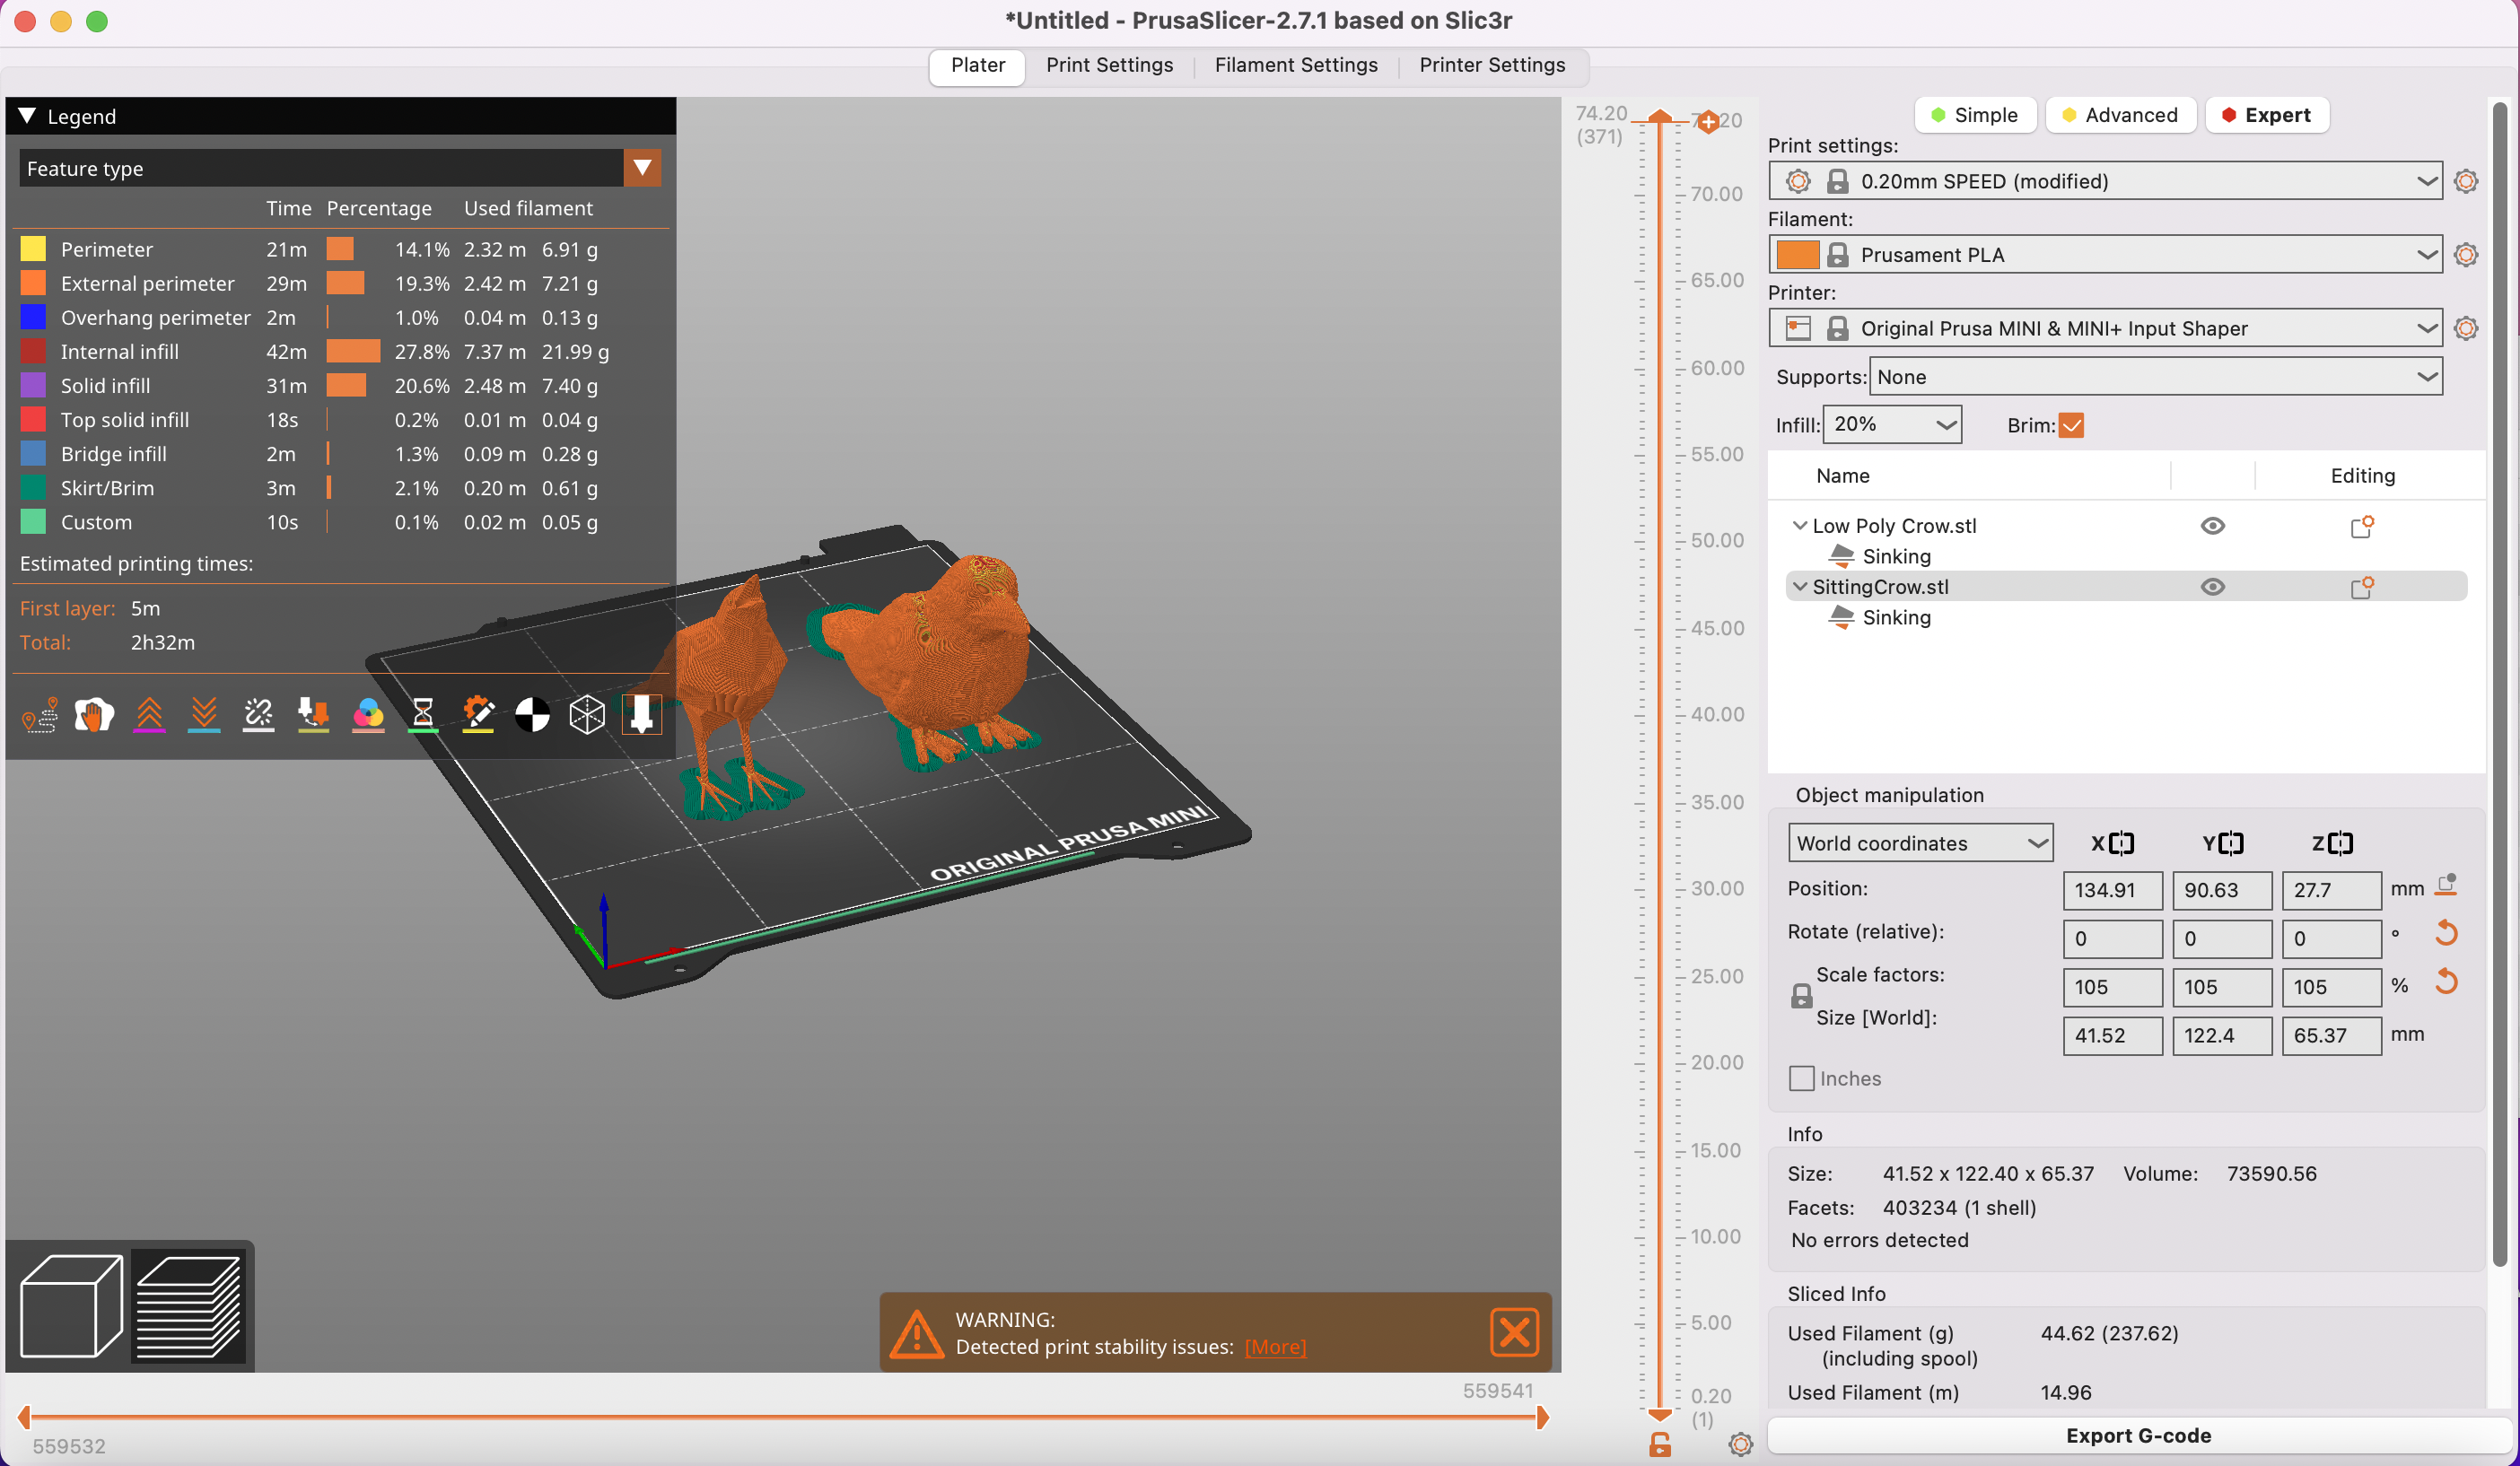 *Untitled - PrusaSlicer-2.7.1 based on Slic3r
Plater Print Settings Filament Settings Printer Settings
Legend
Feature type
Time Percentage Used filament
Perimeter 21m 14.1% 2.32 m 6.91 g
External perimeter 29m 19.3% 2.42 m 7.21 g
Overhang perimeter 2m 1.0% 0.04 m 0.13 g
Internal infill 42m 27.8% 7.37 m 21.99 g
Solid infill 31m 20.6% 2.48 m 7.40 g
Top solid infill 18s 0.2% 0.01 m 0.04 g
Bridge infill 2m 1.3% 0.09 m 0.28 g
Skirt/Brim 3m 2.1% 0.20 m 0.61 g
Custom 10s 0.1% 0.02 m 0.05 g
Estimated printing times:
First layer: 5m
Total: 2h32m
ORIGINAL PRUSA MINI
WARNING:
Detected print stability issues: [More]
559541
559532
74.20
(371)
70.00
65.00
60.00
55.00
50.00
45.00
40.00
35.00
30.00
25.00
20.00
15.00
10.00
5.00
0.20
(1)
Simple Advanced Expert
Print settings:
0.20mm SPEED (modified)
Filament:
Prusament PLA
Printer:
Original Prusa MINI & MINI+ Input Shaper
Supports: None
Infill: 20% Brim:
Name Editing
Low Poly Crow.stl
Sinking
SittingCrow.stl
Sinking
Object manipulation
World coordinates X Y Z
Position: 134.91 90.63 27.7 mm
Rotate (relative): 0 0 0 °
Scale factors: 105 105 105 %
Size [World]: 41.52 122.4 65.37 mm
Inches
Info
Size: 41.52 x 122.40 x 65.37 Volume: 73590.56
Facets: 403234 (1 shell)
No errors detected
Sliced Info
Used Filament (g) 44.62 (237.62)
(including spool)
Used Filament (m) 14.96
Export G-code